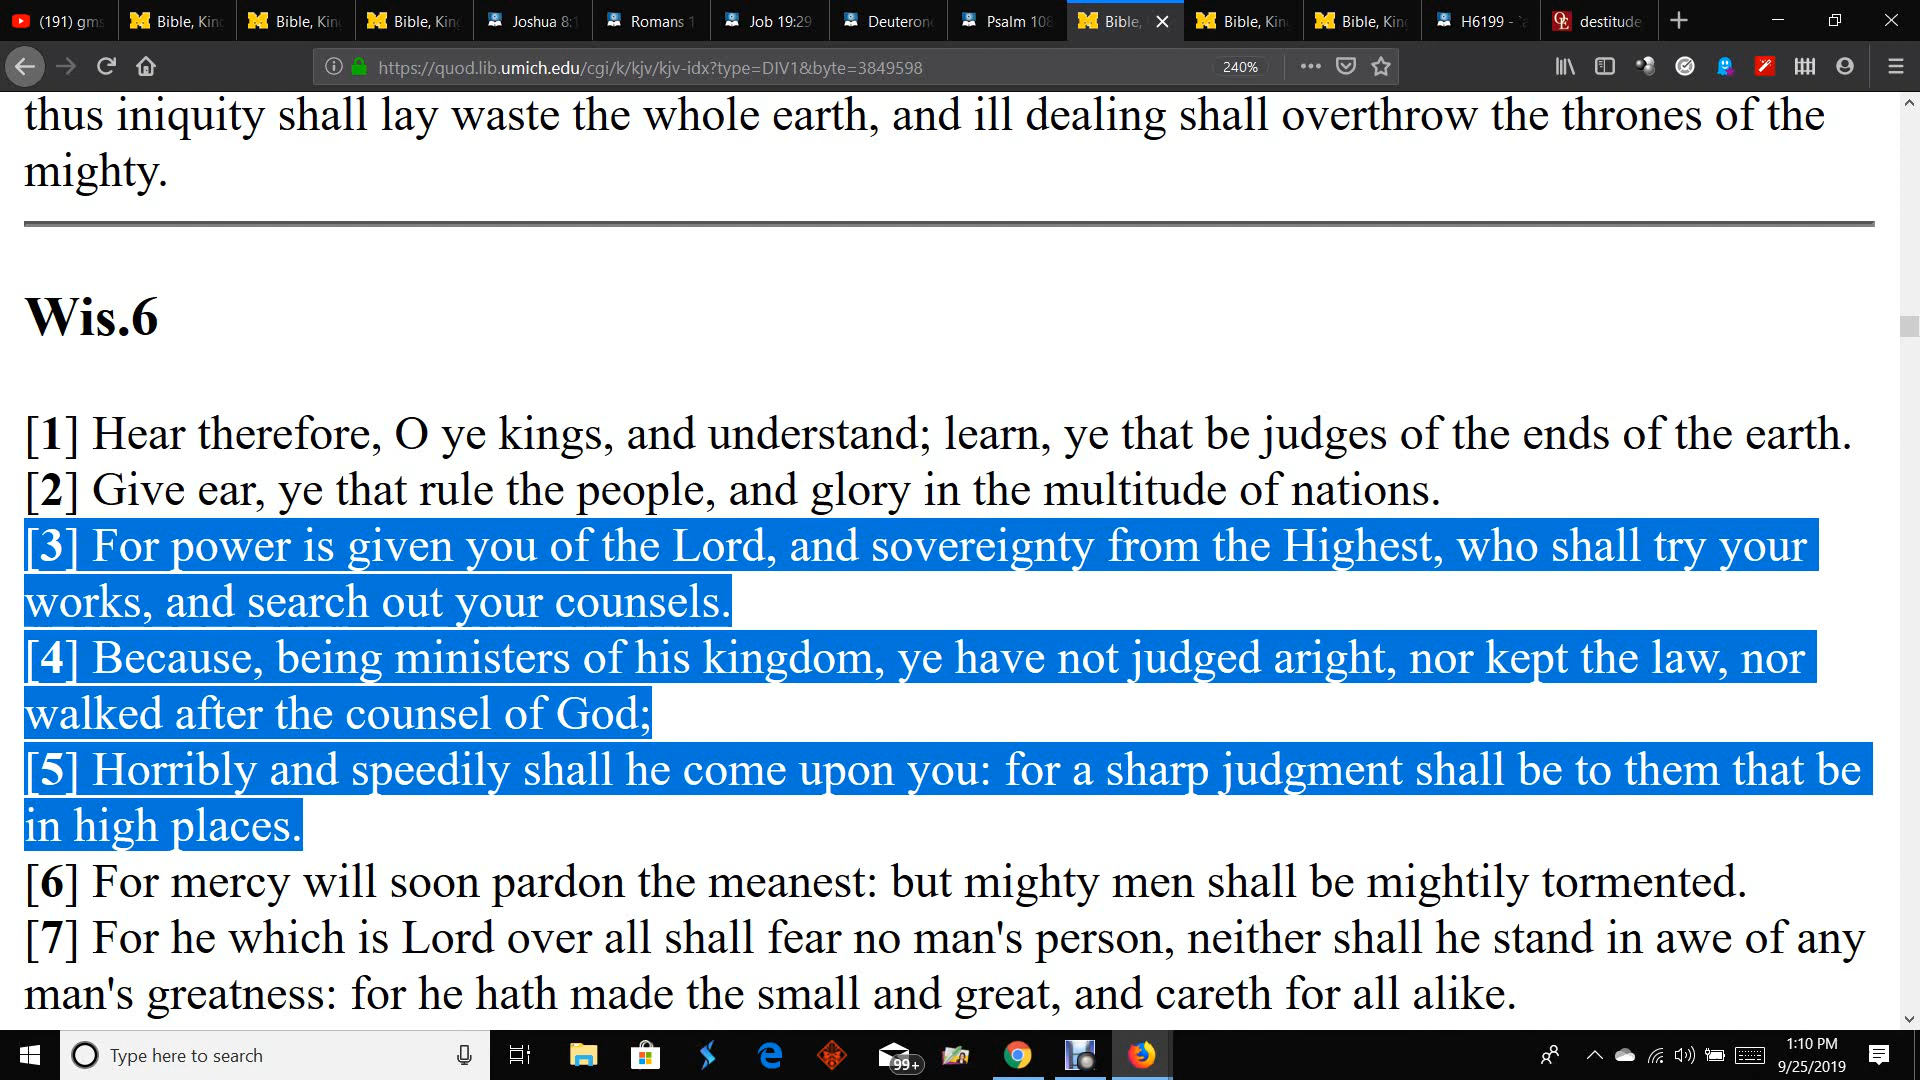 (191) gms
Bible, Kin
Bible, Kin
Bible, Kin
Joshua 8:1
Romans 1
Job 19:29
Deuteron
Psalm 108
Bible,
Bible, Kin
Bible, Kin
H6199 -
destitude
https://quod.lib.umich.edu/cgi/k/kjv/kjv-idx?type=DIV1&byte=3849598
240%
thus iniquity shall lay waste the whole earth, and ill dealing shall overthrow the thrones of the
mighty.
Wis.6
[1] Hear therefore, O ye kings, and understand; learn, ye that be judges of the ends of the earth.
[2] Give ear, ye that rule the people, and glory in the multitude of nations.
[3] For power is given you of the Lord, and sovereignty from the Highest, who shall try your
works, and search out your counsels.
[4] Because, being ministers of his kingdom, ye have not judged aright, nor kept the law, nor
walked after the counsel of God;
[5] Horribly and speedily shall he come upon you: for a sharp judgment shall be to them that be
in high places.
[6] For mercy will soon pardon the meanest: but mighty men shall be mightily tormented.
[7] For he which is Lord over all shall fear no man's person, neither shall he stand in awe of any
man's greatness: for he hath made the small and great, and careth for all alike.
Type here to search
99+
1:10 PM
9/25/2019